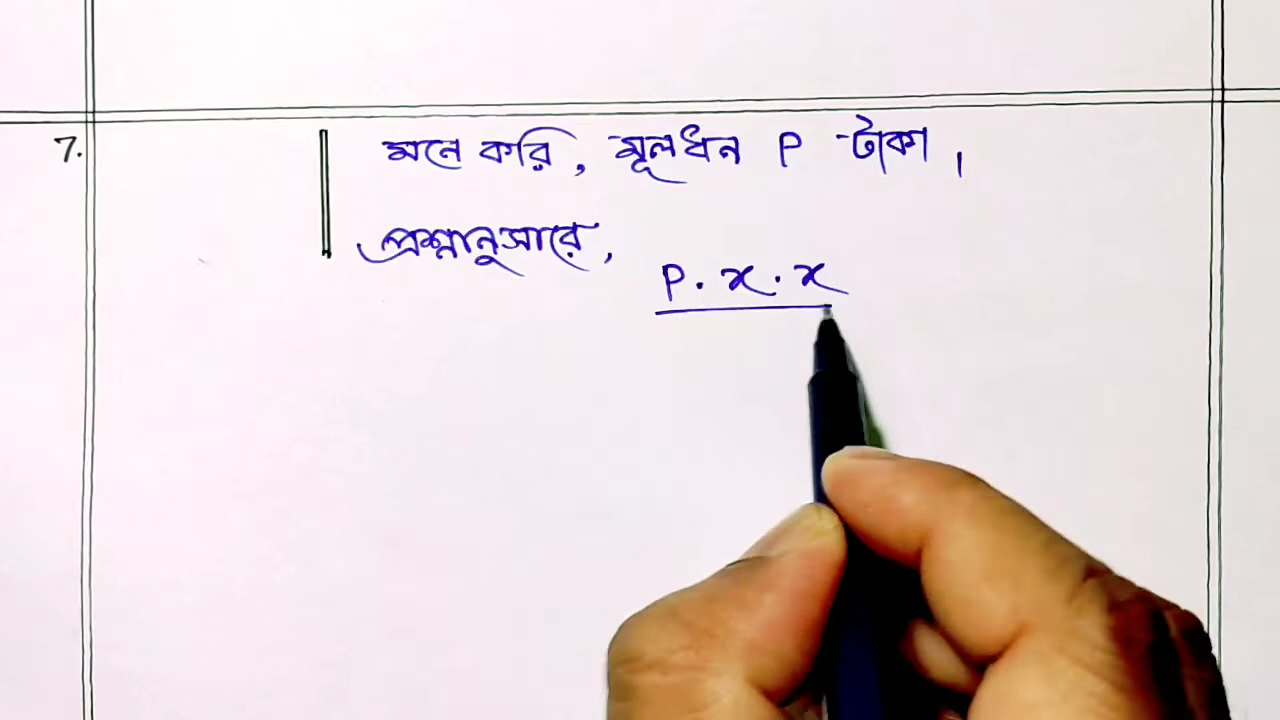 7. মনে করি, মূলধন P টাকা।
প্রশ্নানুসারে,
P. x. x